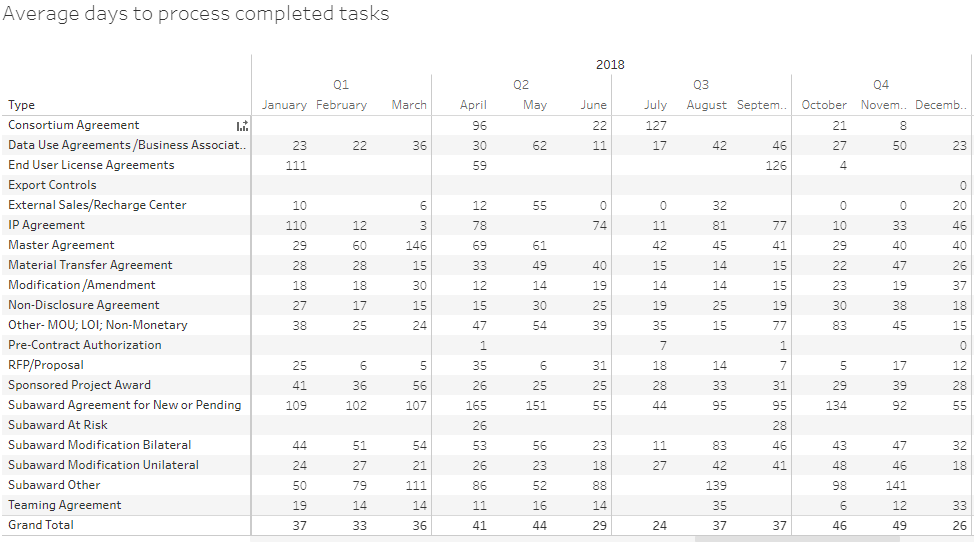 Average days to process completed tasks
2018
Q1 Q2 Q3 Q4
Type January February March April May June July August Septem.. October Novem.. Decemb..
Consortium Agreement 96 22 127 21 8
Data Use Agreements/Business Associat.. 23 22 36 30 62 11 17 42 46 27 50 23
End User License Agreements 111 59 126 4
Export Controls 0
External Sales/Recharge Center 10 6 12 55 0 0 32 0 0 20
IP Agreement 110 12 3 78 74 11 81 77 10 33 46
Master Agreement 29 60 146 69 61 42 45 41 29 40 40
Material Transfer Agreement 28 28 15 33 49 40 15 14 15 22 47 26
Modification/Amendment 18 18 30 12 14 19 14 14 15 23 19 37
Non-Disclosure Agreement 27 17 15 15 30 25 19 25 19 30 38 18
Other- MOU; LOI; Non-Monetary 38 25 24 47 54 39 35 15 77 83 45 15
Pre-Contract Authorization 1 7 1 0
RFP/Proposal 25 6 5 35 6 31 18 14 7 5 17 12
Sponsored Project Award 41 36 56 26 25 25 28 33 31 29 39 28
Subaward Agreement for New or Pending 109 102 107 165 151 55 44 95 95 134 92 55
Subaward At Risk 26 28
Subaward Modification Bilateral 44 51 54 53 56 23 11 83 46 43 47 32
Subaward Modification Unilateral 24 27 21 26 23 18 27 42 41 48 46 18
Subaward Other 50 79 111 86 52 88 139 98 141
Teaming Agreement 19 14 14 11 16 14 35 6 12 33
Grand Total 37 33 36 41 44 29 24 37 37 46 49 26